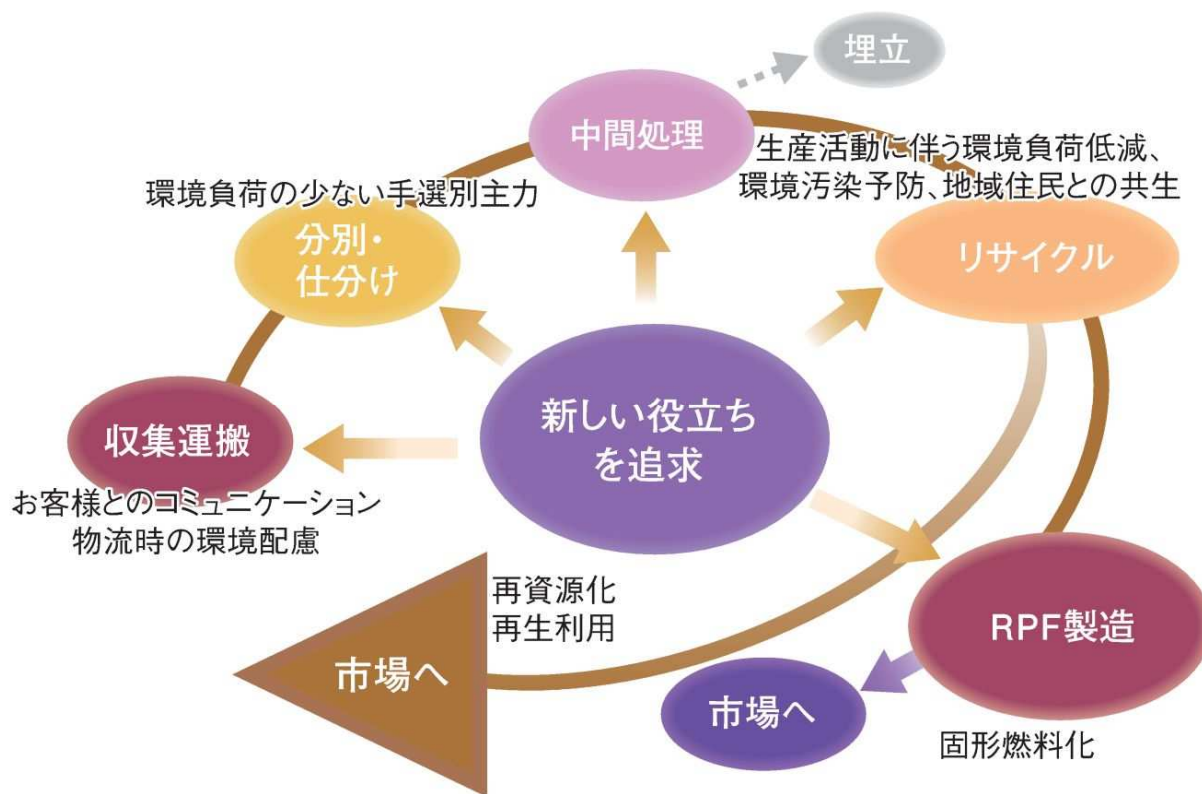 埋立
中間処理
生産活動に伴う環境負荷低減、
環境汚染予防、地域住民との共生
環境負荷の少ない手選別主力
分別・
仕分け
リサイクル
新しい役立ち
を追求
収集運搬
お客様とのコミュニケーション
物流時の環境配慮
再資源化
再生利用
市場へ
RPF製造
市場へ
固形燃料化